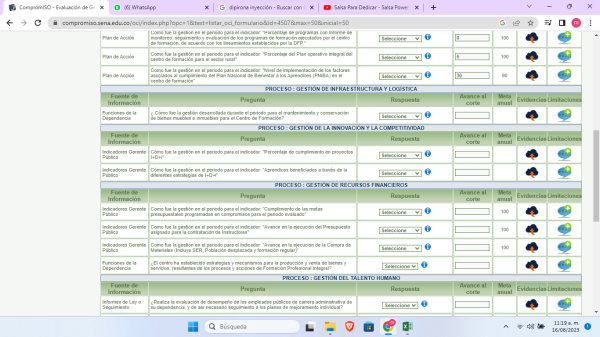 CompromISO - Evaluación de Ge
WhatsApp
dipirona inyección - Buscar con G
Salsa Para Dedicar - Salsa Power
compromiso.sena.edu.co/oci/index.php?opc=1&text=listar_oci_formulario&id=4507&max=50&inicial=50
Plan de Acción Como fue la gestión en el periodo para el indicador: "Porcentaje de programas con informe de monitoreo, seguimiento y evaluación de los programas de formación ejecutados por el centro de formación, de acuerdo con los lineamientos establecidos por la DFP." Seleccione 0 100
Plan de Acción Como fue la gestión en el periodo para el indicador: "Porcentaje del Plan operativo integral del centro de formación para el sector rural" Seleccione 100
Plan de Acción Como fue la gestión en el periodo para el indicador: "Nivel de implementación de los factores asociados al cumplimiento del Plan Nacional de Bienestar a los Aprendices (PNIBA) en el centro de formación" Seleccione
PROCESO : GESTIÓN DE INFRAESTRUCTURA Y LOGÍSTICA
Fuente de Información Pregunta Respuesta Avance al corte Meta anual Evidencias Limitaciones
Funciones de la Dependencia ¿ Cómo fue la gestión desarrollada durante el periodo para el mantenimiento y conservación de bienes muebles e inmuebles para el Centro de Formación? Seleccione
PROCESO : GESTIÓN DE LA INNOVACIÓN Y LA COMPETITIVIDAD
Fuente de Información Pregunta Respuesta Avance al corte Meta anual Evidencias Limitaciones
Indicadores Gerente Público Como fue la gestión en el periodo para el indicador: "Porcentaje de cumplimiento en proyectos I+D+i" Seleccione
Indicadores Gerente Público Como fue la gestión en el periodo para el indicador: "Aprendices beneficiados a través de la diferentes estrategias de I+D+i" Seleccione
PROCESO : GESTIÓN DE RECURSOS FINANCIEROS
Fuente de Información Pregunta Respuesta Avance al corte Meta anual Evidencias Limitaciones
Indicadores Gerente Público Como fue la gestión en el periodo para el indicador: "Cumplimiento de las metas presupuestales programadas en compromisos para el periodo evaluado" Seleccione 100
Indicadores Gerente Público Como fue la gestión en el periodo para el indicador: "Avance en la ejecución del Presupuesto asignado para la contratación de instructores" Seleccione 100
Indicadores Gerente Público Como fue la gestión en el periodo para el indicador: "Avance en la ejecución de la Compra de Materiales (Incluye SER, Población desplazada y formación regular)" Seleccione 100
Funciones de la Dependencia ¿El centro ha establecido estrategias y mecanismos para la producción y venta de bienes y servicios, resultantes de los procesos y acciones de Formación Profesional Integral? Seleccione
PROCESO : GESTIÓN DEL TALENTO HUMANO
Fuente de Información Pregunta Respuesta Avance al corte Meta anual Evidencias Limitaciones
Informes de Ley o Seguimiento ¿Realiza la evaluación de desempeño de los empleados públicos de carrera administrativa de su dependencia, y de ser necesario seguimiento a los planes de mejoramiento individual? Seleccione
Búsqueda
11:19 a. m.
16/08/2023